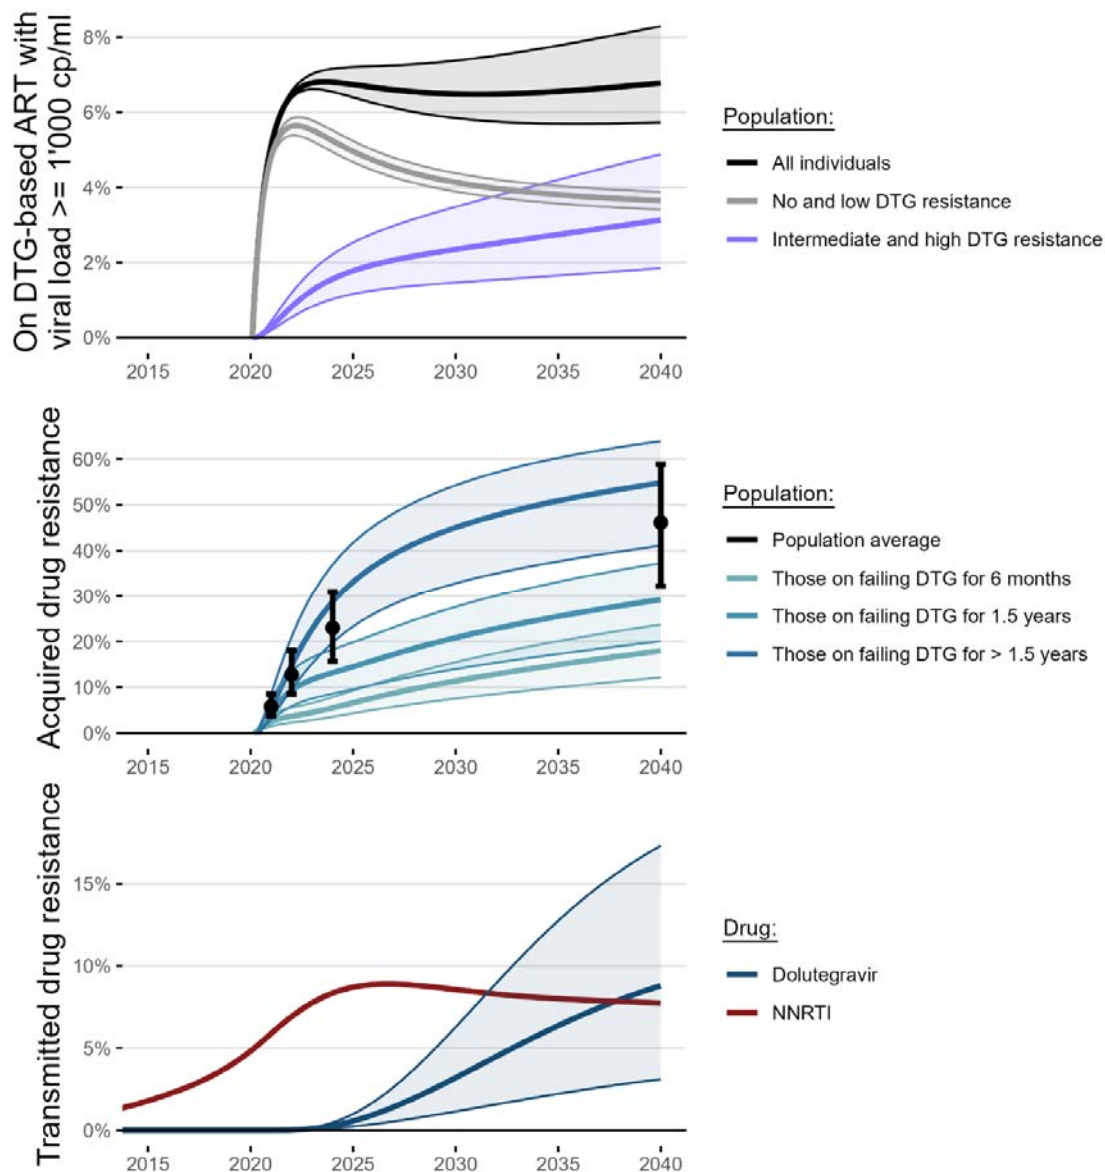 On DTG-based ART with
viral load >= 1'000 cp/ml
8%
6%
4%
2%
0%
2015 2020 2025 2030 2035 2040
Population:
All individuals
No and low DTG resistance
Intermediate and high DTG resistance
Acquired drug resistance
60%
50%
40%
30%
20%
10%
0%
2015 2020 2025 2030 2035 2040
Population:
Population average
Those on failing DTG for 6 months
Those on failing DTG for 1.5 years
Those on failing DTG for > 1.5 years
Transmitted drug resistance
15%
10%
5%
0%
2015 2020 2025 2030 2035 2040
Drug:
Dolutegravir
NNRTI